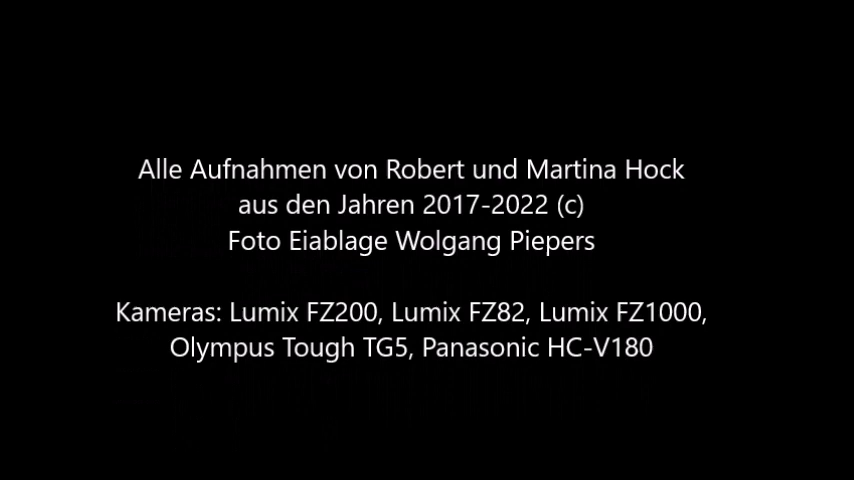 Alle Aufnahmen von Robert und Martina Hock
aus den Jahren 2017-2022 (c)
Foto Eiablage Wolgang Piepers
Kameras: Lumix FZ200, Lumix FZ82, Lumix FZ1000,
Olympus Tough TG5, Panasonic HC-V180